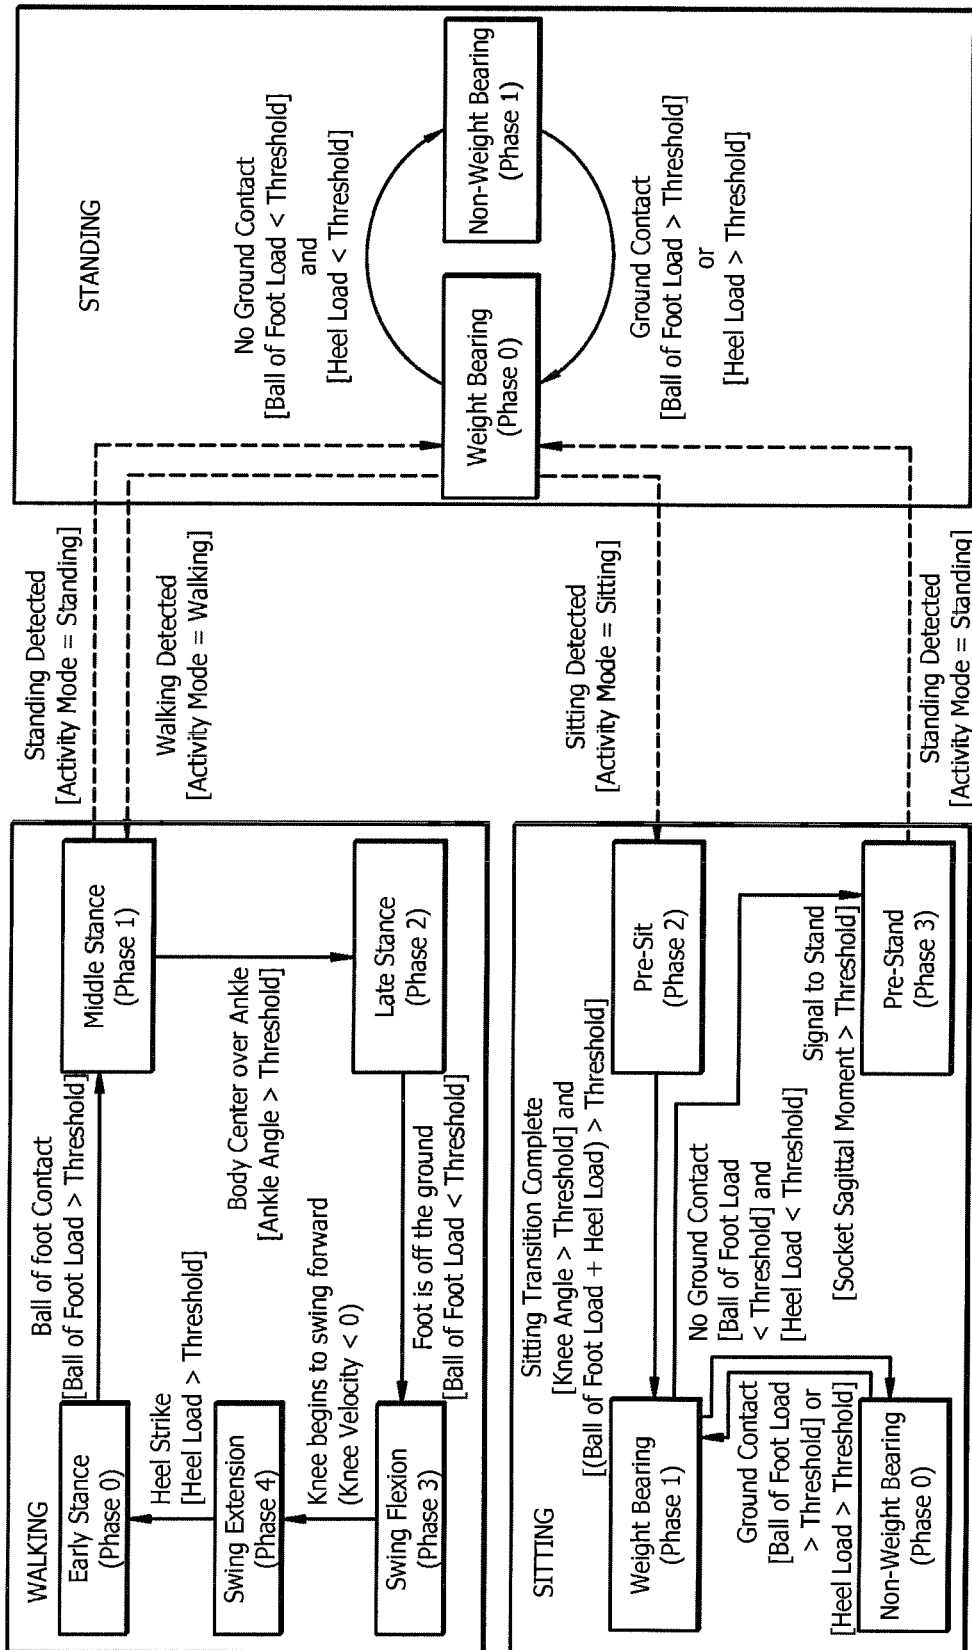 WALKING
Early Stance
(Phase 0)
Ball of foot Contact
[Ball of Foot Load > Threshold]
Middle Stance
(Phase 1)
Heel Strike
[Heel Load > Threshold]
Swing Extension
(Phase 4)
Body Center over Ankle
[Ankle Angle > Threshold]
Knee begins to swing forward
(Knee Velocity < 0)
Swing Flexion
(Phase 3)
Foot is off the ground
[Ball of Foot Load < Threshold]
Late Stance
(Phase 2)
Standing Detected
[Activity Mode = Standing]
Walking Detected
[Activity Mode = Walking]
STANDING
No Ground Contact
[Ball of Foot Load < Threshold]
and
[Heel Load < Threshold]
Weight Bearing
(Phase 0)
Non-Weight Bearing
(Phase 1)
Ground Contact
[Ball of Foot Load > Threshold]
or
[Heel Load > Threshold]
SITTING
Sitting Transition Complete
[Knee Angle > Threshold] and
[(Ball of Foot Load + Heel Load) > Threshold]
Weight Bearing
(Phase 1)
Pre-Sit
(Phase 2)
Sitting Detected
[Activity Mode = Sitting]
No Ground Contact
[Ball of Foot Load
< Threshold] and
[Heel Load < Threshold]
Ground Contact
[Ball of Foot Load
> Threshold] or
[Heel Load > Threshold]
Non-Weight Bearing
(Phase 0)
Signal to Stand
[Socket Sagittal Moment > Threshold]
Pre-Stand
(Phase 3)
Standing Detected
[Activity Mode = Standing]